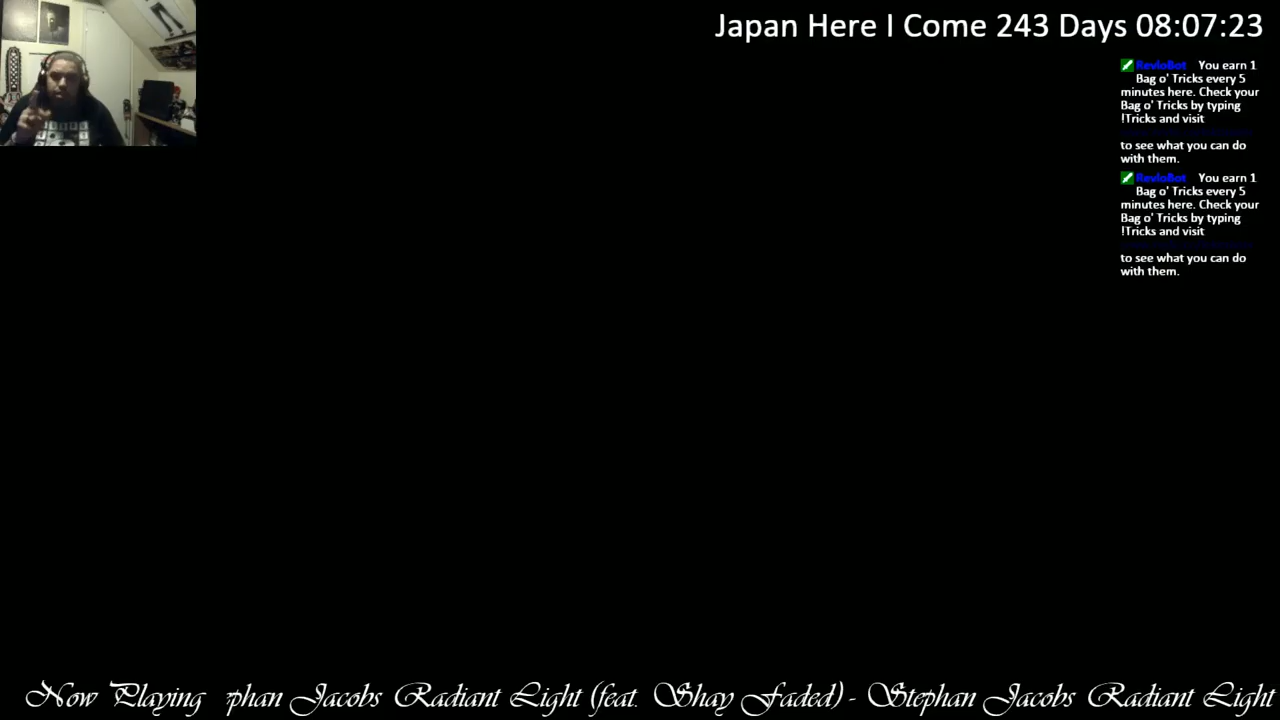 Japan Here I Come 243 Days 08:07:23
RevloBot You earn 1
Bag o' Tricks every 5
minutes here. Check your
Bag o' Tricks by typing
!Tricks and visit
to see what you can do
with them.
RevloBot You earn 1
Bag o' Tricks every 5
minutes here. Check your
Bag o' Tricks by typing
!Tricks and visit
to see what you can do
with them.
Now Playing phan Jacobs Radiant Light (feat. Shay Faded) - Stephan Jacobs Radiant Light